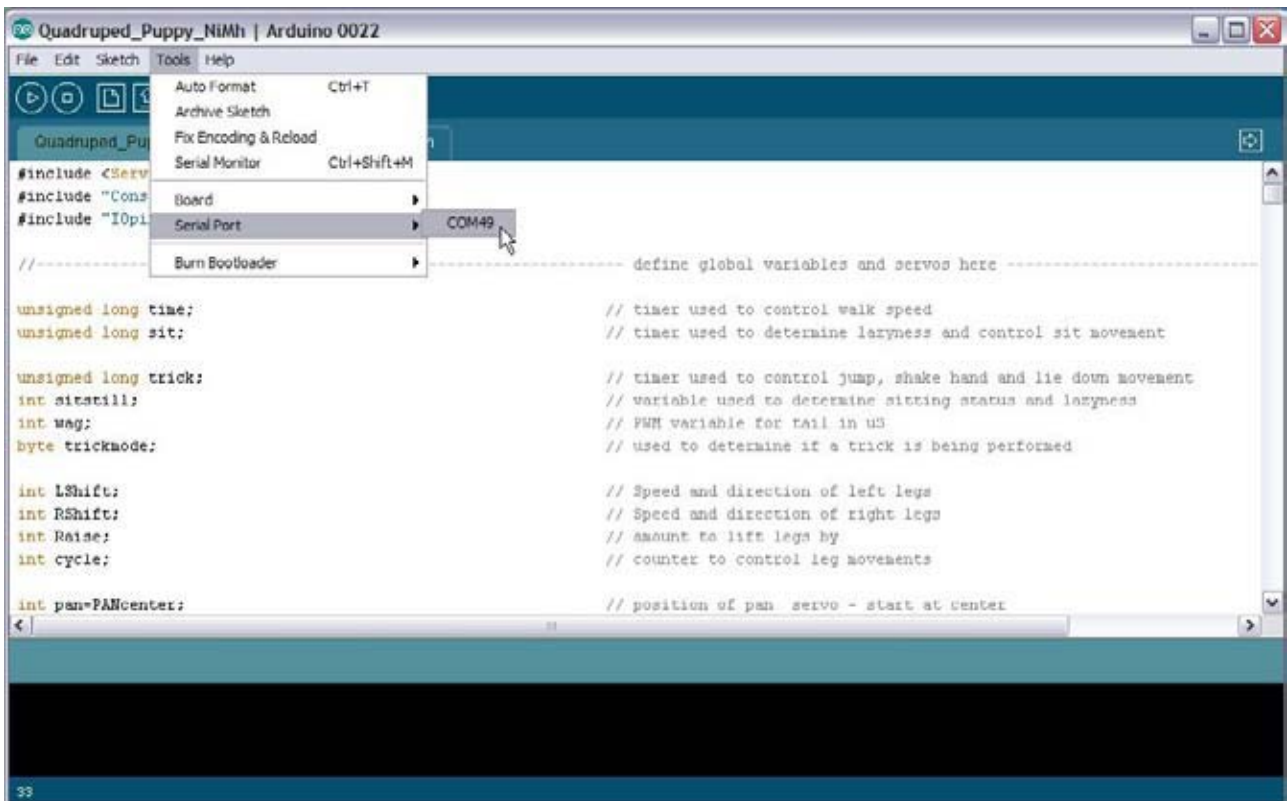 Quadruped_Puppy_NiMh | Arduino 0022
File Edit Sketch Tools Help
Auto Format Ctrl+T
Archive Sketch
Fix Encoding & Reload
Serial Monitor Ctrl+Shift+M
Board
Serial Port COM49
Burn Bootloader
Quadruped_Pup
#include <Serv
#include "Cons
#include "IOpi
//---------- define global variables and servos here ----------
unsigned long time; // timer used to control walk speed
unsigned long sit; // timer used to determine lazyness and control sit movement
unsigned long trick; // timer used to control jump, shake hand and lie down movement
int sitstill; // variable used to determine sitting status and lazyness
int wag; // PWM variable for tail in uS
byte trickmode; // used to determine if a trick is being performed
int LShift; // Speed and direction of left legs
int RShift; // Speed and direction of right legs
int Raise; // amount to lift legs by
int cycle; // counter to control leg movements
int pan=PANcenter; // position of pan servo - start at center
33